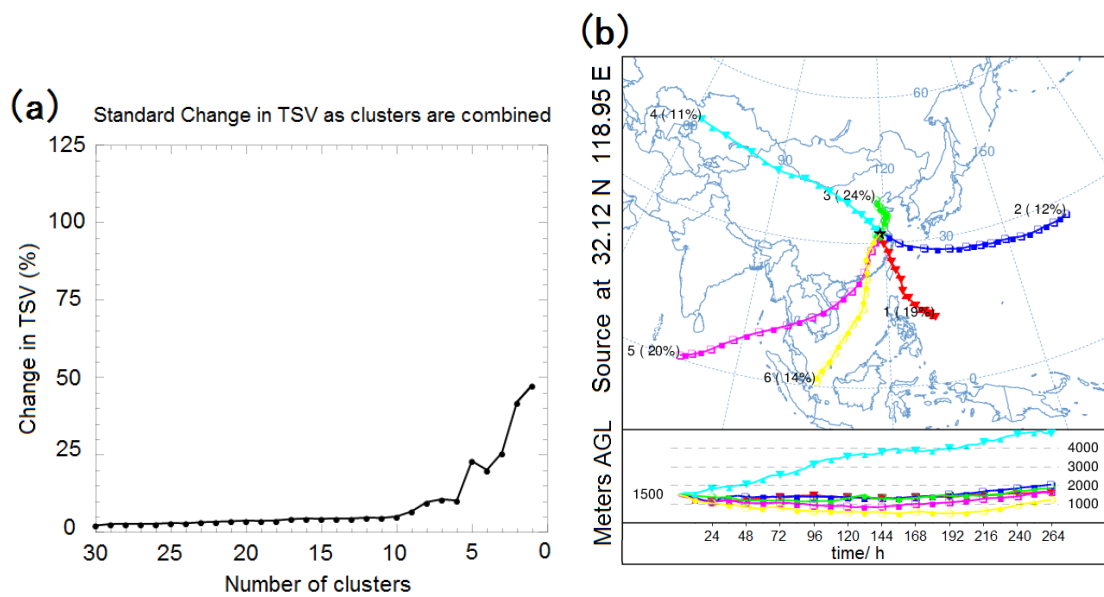 (a)
Standard Change in TSV as clusters are combined
125
100
75
50
25
0
30
25
20
15
10
5
0
Change in TSV (%)
Number of clusters
(b)
Source at 32.12 N 118.95 E
4 ( 11%)
60
150
90
120
3 ( 24%)
2 ( 12%)
30
1 ( 19%)
5 ( 20%)
6 ( 14%)
0
Meters AGL
1500
4000
3000
2000
1000
24
48
72
96
120
144
168
192
216
240
264
time/ h